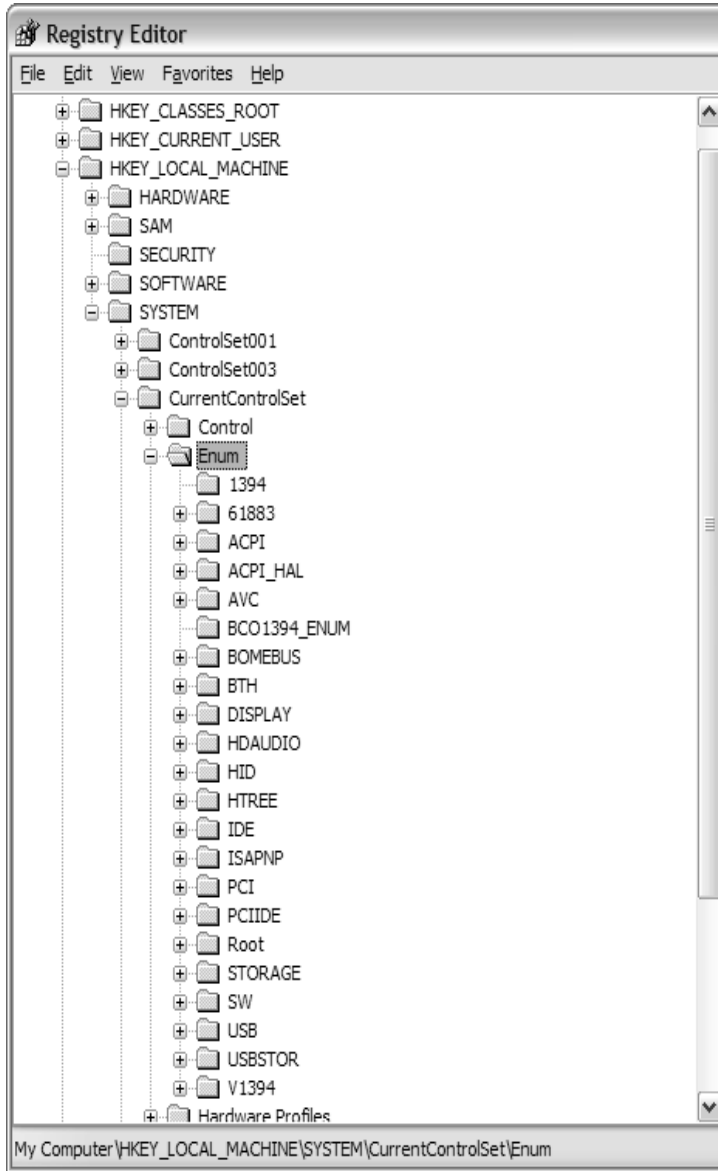 Registry Editor
File Edit View Favorites Help
HKEY_CLASSES_ROOT
HKEY_CURRENT_USER
HKEY_LOCAL_MACHINE
HARDWARE
SAM
SECURITY
SOFTWARE
SYSTEM
ControlSet001
ControlSet003
CurrentControlSet
Control
Enum
1394
61883
ACPI
ACPI_HAL
AVC
BCO1394_ENUM
BOMEBUS
BTH
DISPLAY
HDAUDIO
HID
HTREE
IDE
ISAPNP
PCI
PCIIDE
Root
STORAGE
SW
USB
USBSTOR
V1394
Hardware Profiles
My Computer\HKEY_LOCAL_MACHINE\SYSTEM\CurrentControlSet\Enum